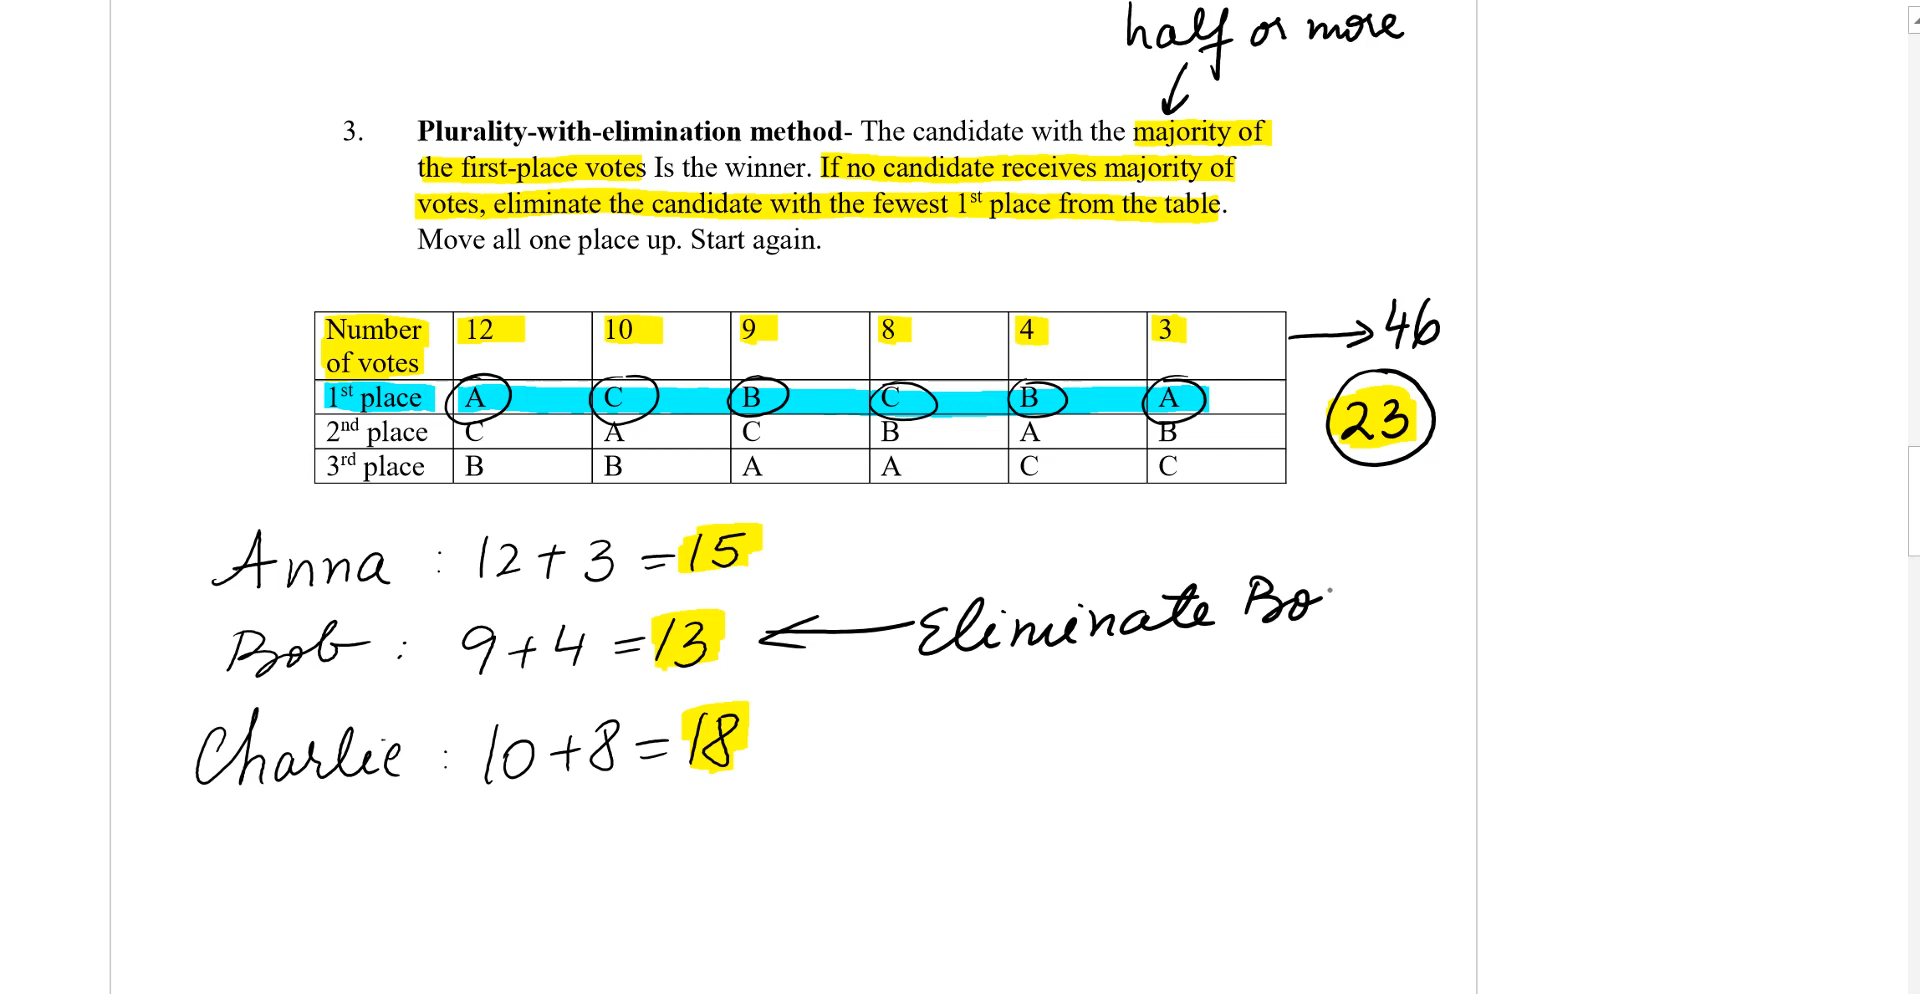 half or more
3. Plurality-with-elimination method- The candidate with the majority of
the first-place votes Is the winner. If no candidate receives majority of
votes, eliminate the candidate with the fewest 1st place from the table.
Move all one place up. Start again.
Number of votes 12 10 9 8 4 3 → 46
1st place A C B C B A 23
2nd place C A C B A B
3rd place B B A A C C
Anna : 12 + 3 = 15
Bob : 9 + 4 = 13 ← Eliminate Bo
Charlie : 10 + 8 = 18